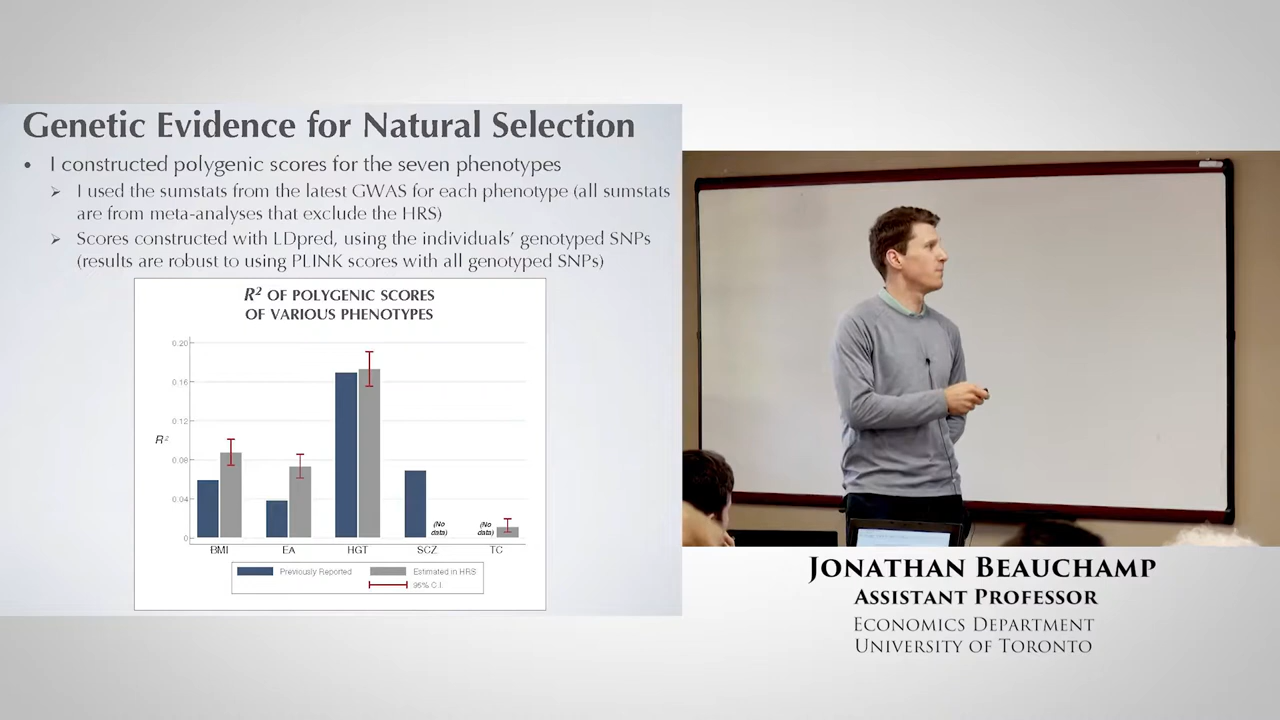 Genetic Evidence for Natural Selection
• I constructed polygenic scores for the seven phenotypes
➢ I used the sumstats from the latest GWAS for each phenotype (all sumstats
are from meta-analyses that exclude the HRS)
➢ Scores constructed with LDpred, using the individuals' genotyped SNPs
(results are robust to using PLINK scores with all genotyped SNPs)
R² OF POLYGENIC SCORES
OF VARIOUS PHENOTYPES
0.20
0.16
0.12
R²
0.08
0.04
(No
data)
(No
data)
0
BMI EA HGT SCZ TC
Previously Reported Estimated in HRS
95% C.I.
JONATHAN BEAUCHAMP
ASSISTANT PROFESSOR
ECONOMICS DEPARTMENT
UNIVERSITY OF TORONTO